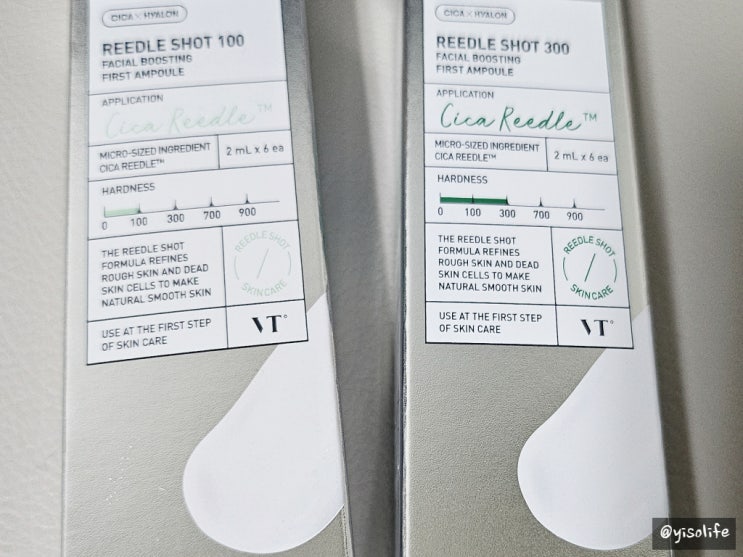 CICA × HYALON
REEDLE SHOT 100
FACIAL BOOSTING
FIRST AMPOULE
APPLICATION
Cica Reedle™
MICRO-SIZED INGREDIENT
CICA REEDLE™
2 mL x 6 ea
HARDNESS
0 100 300 700 900
THE REEDLE SHOT
FORMULA REFINES
ROUGH SKIN AND DEAD
SKIN CELLS TO MAKE
NATURAL SMOOTH SKIN
REEDLE SHOT
SKIN CARE
USE AT THE FIRST STEP
OF SKIN CARE
VT°
CICA × HYALON
REEDLE SHOT 300
FACIAL BOOSTING
FIRST AMPOULE
APPLICATION
Cica Reedle™
MICRO-SIZED INGREDIENT
CICA REEDLE™
2 mL x 6 ea
HARDNESS
0 100 300 700 900
THE REEDLE SHOT
FORMULA REFINES
ROUGH SKIN AND DEAD
SKIN CELLS TO MAKE
NATURAL SMOOTH SKIN
REEDLE SHOT
SKIN CARE
USE AT THE FIRST STEP
OF SKIN CARE
VT°
@yisolife